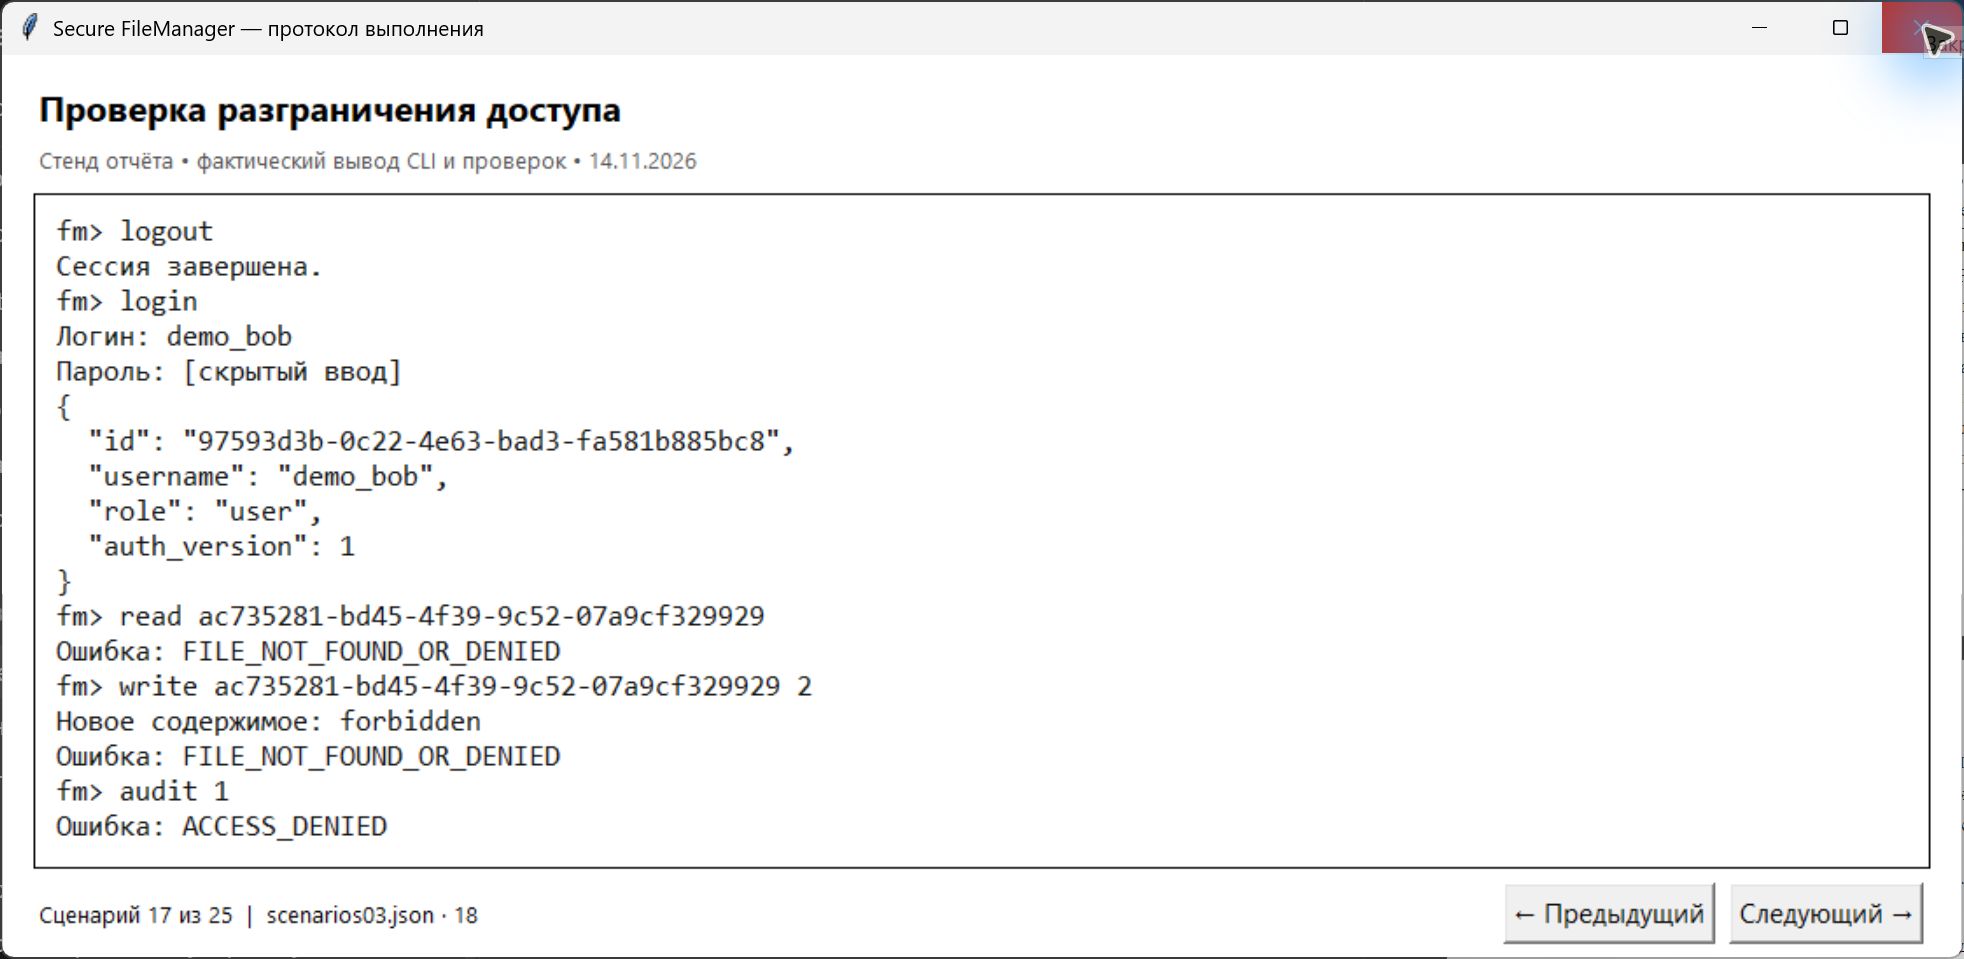 Secure FileManager — протокол выполнения
Проверка разграничения доступа
Стенд отчёта • фактический вывод CLI и проверок • 14.11.2026
fm> logout
Сессия завершена.
fm> login
Логин: demo_bob
Пароль: [скрытый ввод]
{
  "id": "97593d3b-0c22-4e63-bad3-fa581b885bc8",
  "username": "demo_bob",
  "role": "user",
  "auth_version": 1
}
fm> read ac735281-bd45-4f39-9c52-07a9cf329929
Ошибка: FILE_NOT_FOUND_OR_DENIED
fm> write ac735281-bd45-4f39-9c52-07a9cf329929 2
Новое содержимое: forbidden
Ошибка: FILE_NOT_FOUND_OR_DENIED
fm> audit 1
Ошибка: ACCESS_DENIED
Сценарий 17 из 25 | scenarios03.json · 18
← Предыдущий
Следующий →